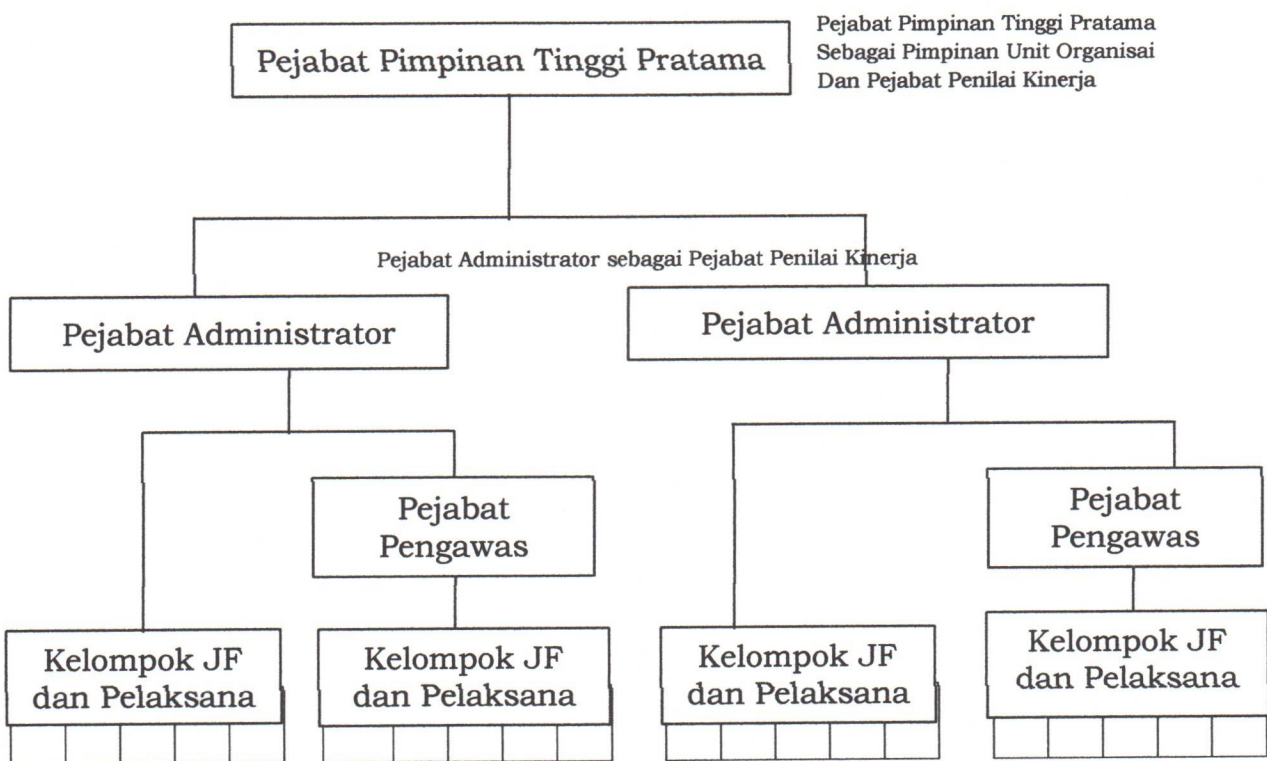 Pejabat Pimpinan Tinggi Pratama
Pejabat Pimpinan Tinggi Pratama
Sebagai Pimpinan Unit Organisai
Dan Pejabat Penilai Kinerja
Pejabat Administrator sebagai Pejabat Penilai Kinerja
Pejabat Administrator
Pejabat Administrator
Pejabat
Pengawas
Pejabat
Pengawas
Kelompok JF
dan Pelaksana
Kelompok JF
dan Pelaksana
Kelompok JF
dan Pelaksana
Kelompok JF
dan Pelaksana